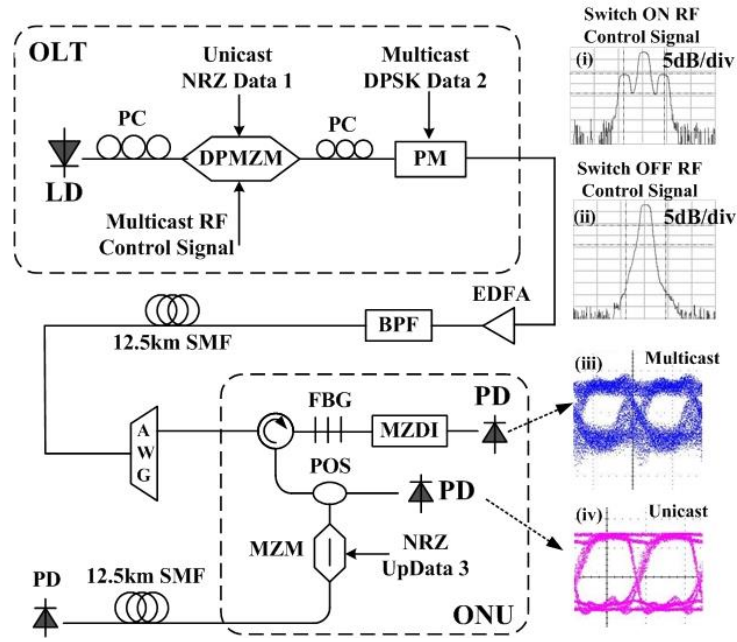 OLT
Unicast
NRZ Data 1
Multicast
DPSK Data 2
PC
PC
LD
DPMZM
PM
Multicast RF
Control Signal
Switch ON RF
Control Signal
(i)
5dB/div
Switch OFF RF
Control Signal
(ii)
5dB/div
EDFA
BPF
12.5km SMF
AWG
FBG
MZDI
PD
POS
PD
MZM
NRZ
UpData 3
ONU
PD
12.5km SMF
(iii)
Multicast
(iv)
Unicast